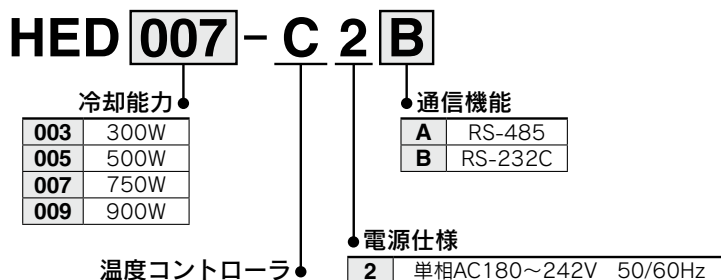 HED 007-C 2 B
冷却能力
003 300W
005 500W
007 750W
009 900W
通信機能
A RS-485
B RS-232C
電源仕様
2 単相AC180～242V 50/60Hz
温度コントローラ